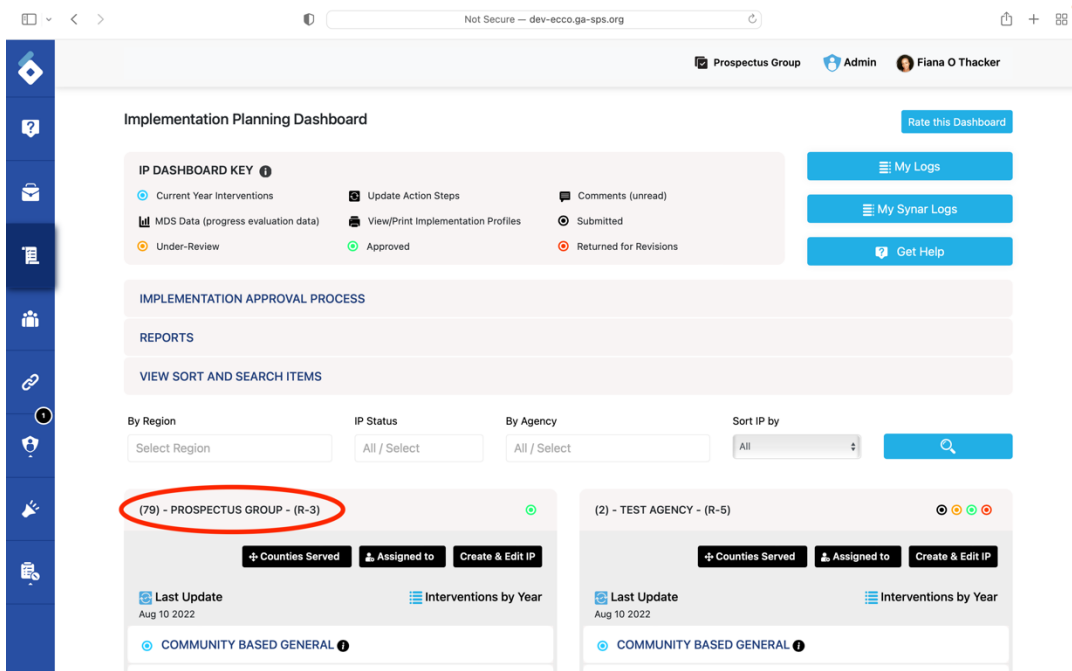 Not Secure — dev-ecco.ga-sps.org
Prospectus Group Admin Fiana O Thacker
Implementation Planning Dashboard
Rate this Dashboard
IP DASHBOARD KEY
Current Year Interventions Update Action Steps Comments (unread)
MDS Data (progress evaluation data) View/Print Implementation Profiles Submitted
Under-Review Approved Returned for Revisions
My Logs
My Synar Logs
Get Help
IMPLEMENTATION APPROVAL PROCESS
REPORTS
VIEW SORT AND SEARCH ITEMS
1
By Region IP Status By Agency Sort IP by
Select Region All / Select All / Select All
(79) - PROSPECTUS GROUP - (R-3)
Counties Served Assigned to Create & Edit IP
Last Update Interventions by Year
Aug 10 2022
COMMUNITY BASED GENERAL
(2) - TEST AGENCY - (R-5)
Counties Served Assigned to Create & Edit IP
Last Update Interventions by Year
Aug 10 2022
COMMUNITY BASED GENERAL